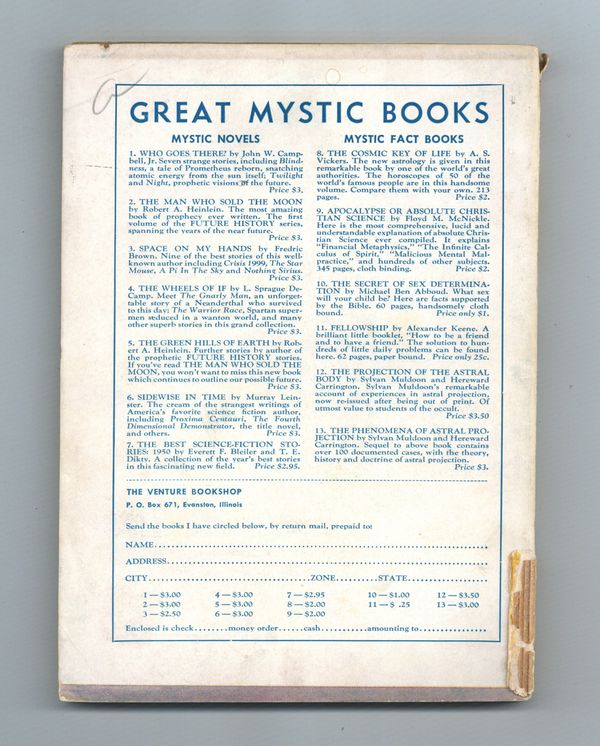 GREAT MYSTIC BOOKS
MYSTIC NOVELS
1. WHO GOES THERE? by John W. Camp-
bell, Jr. Seven strange stories, including Blind-
ness, a tale of Prometheus reborn, snatching
atomic energy from the sun itself; Twilight
and Night, prophetic visions of the future.
Price $3.
2. THE MAN WHO SOLD THE MOON
by Robert A. Heinlein. The most amazing
book of prophecy ever written. The first
volume of the FUTURE HISTORY series,
spanning the years of the near future.
Price $3.
3. SPACE ON MY HANDS by Fredric
Brown. Nine of the best stories of this well-
known author including Crisis 1999, The Star
Mouse, A Pi In The Sky and Nothing Sirius.
Price $3.
4. THE WHEELS OF IF by L. Sprague De-
Camp. Meet The Gnarly Man, an unforget-
table story of a Neanderthal who survived
to this day; The Warrior Race, Spartan super-
men seduced in a wanton world, and many
other superb stories in this grand collection.
Price $3.
5. THE GREEN HILLS OF EARTH by Rob-
ert A. Heinlein. Further stories by author of
the prophetic FUTURE HISTORY stories.
If you've read THE MAN WHO SOLD THE
MOON, you won't want to miss this new book
which continues to outline our possible future.
Price $3.
6. SIDEWISE IN TIME by Murray Lein-
ster. The cream of the strangest writings of
America's favorite science fiction author,
including Proxima Centauri, The Fourth
Dimensional Demonstrator, the title novel,
and others. Price $3.
7. THE BEST SCIENCE-FICTION STO-
RIES: 1950 by Everett F. Bleiler and T. E.
Dikty. A collection of the year's best stories
in this fascinating new field. Price $2.95.
MYSTIC FACT BOOKS
8. THE COSMIC KEY OF LIFE by A. S.
Vickers. The new astrology is given in this
remarkable book by one of the world's great
authorities. The horoscopes of 50 of the
world's famous people are in this handsome
volume. Compare them with your own. 213
pages. Price $2.
9. APOCALYPSE OR ABSOLUTE CHRIS-
TIAN SCIENCE by Floyd M. McNickle.
Here is the most comprehensive, lucid and
understandable explanation of absolute Chris-
tian Science ever compiled. It explains
"Financial Metaphysics," "The Infinite Cal-
culus of Spirit," "Malicious Mental Mal-
practice," and hundreds of other subjects.
345 pages, cloth binding. Price $2.
10. THE SECRET OF SEX DETERMINA-
TION by Michael Ben Abboud. What sex
will your child be? Here are facts supported
by the Bible. 60 pages, handsomely cloth
bound. Price only $1.
11. FELLOWSHIP by Alexander Keene. A
brilliant little booklet, "How to be a friend
and to have a friend." The solution to hun-
dreds of little daily problems can be found
here. 62 pages, paper bound. Price only 25c.
12. THE PROJECTION OF THE ASTRAL
BODY by Sylvan Muldoon and Hereward
Carrington. Sylvan Muldoon's remarkable
account of experiences in astral projection,
now re-issued after being out of print. Of
utmost value to students of the occult.
Price $3.50
13. THE PHENOMENA OF ASTRAL PRO-
JECTION by Sylvan Muldoon and Hereward
Carrington. Sequel to above book contains
over 100 documented cases, with the theory,
history and doctrine of astral projection.
Price $3.
THE VENTURE BOOKSHOP
P. O. Box 671, Evanston, Illinois
Send the books I have circled below, by return mail, prepaid to:
NAME
ADDRESS
CITY ZONE STATE
1 — $3.00 4 — $3.00 7 — $2.95 10 — $1.00 12 — $3.50
2 — $3.00 5 — $3.00 8 — $2.00 11 — $ .25 13 — $3.00
3 — $2.50 6 — $3.00 9 — $2.00
Enclosed is check........money order......cash............amounting to